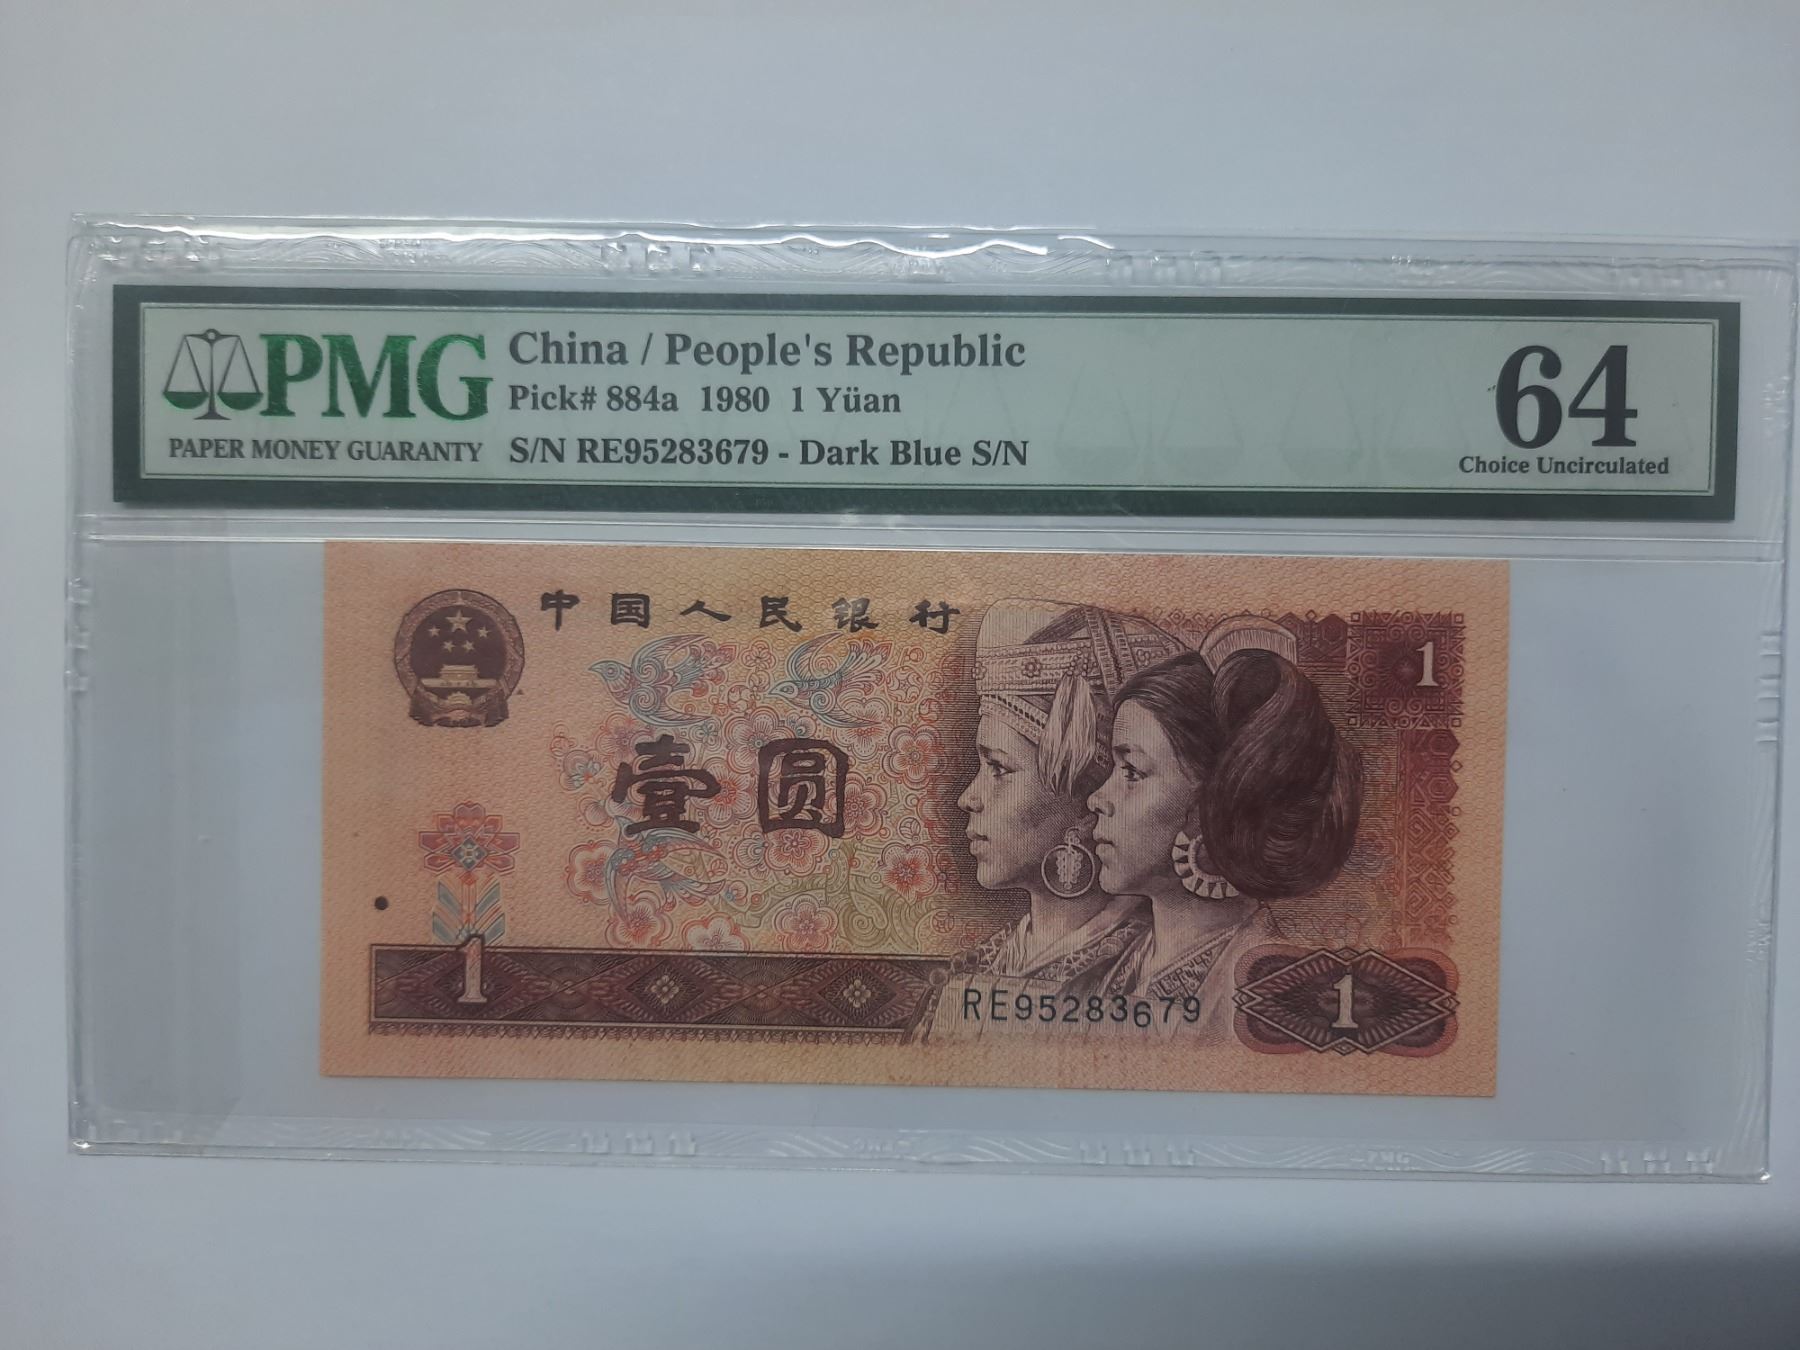 PMG
PAPER MONEY GUARANTY
China / People's Republic
Pick# 884a 1980 1 Yüan
S/N RE95283679 - Dark Blue S/N
64
Choice Uncirculated
中国人民银行
1
壹圆
1
RE95283679
1
PMG